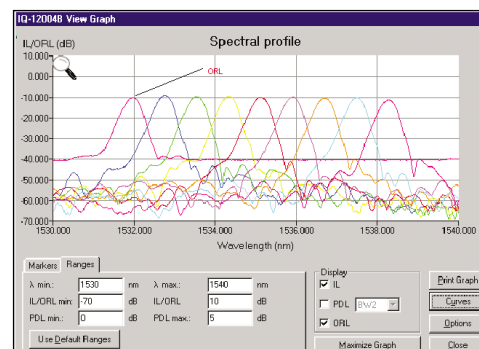 IQ-12004B View Graph
IL/ORL (dB)
Spectral profile
10.000
0.000
-10.000
-20.000
-30.000
-40.000
-50.000
-60.000
-70.000
ORL
1530.000 1532.000 1534.000 1536.000 1538.000 1540.000
Wavelength (nm)
Markers Ranges
λ min.: 1530 nm λ max.: 1540 nm
IL/ORL min: -70 dB IL/ORL 10 dB
PDL min.: 0 dB PDL max.: 5 dB
Use Default Ranges
Display
IL
PDL BW2
ORL
Maximize Graph
Print Graph
Curves
Options
Close